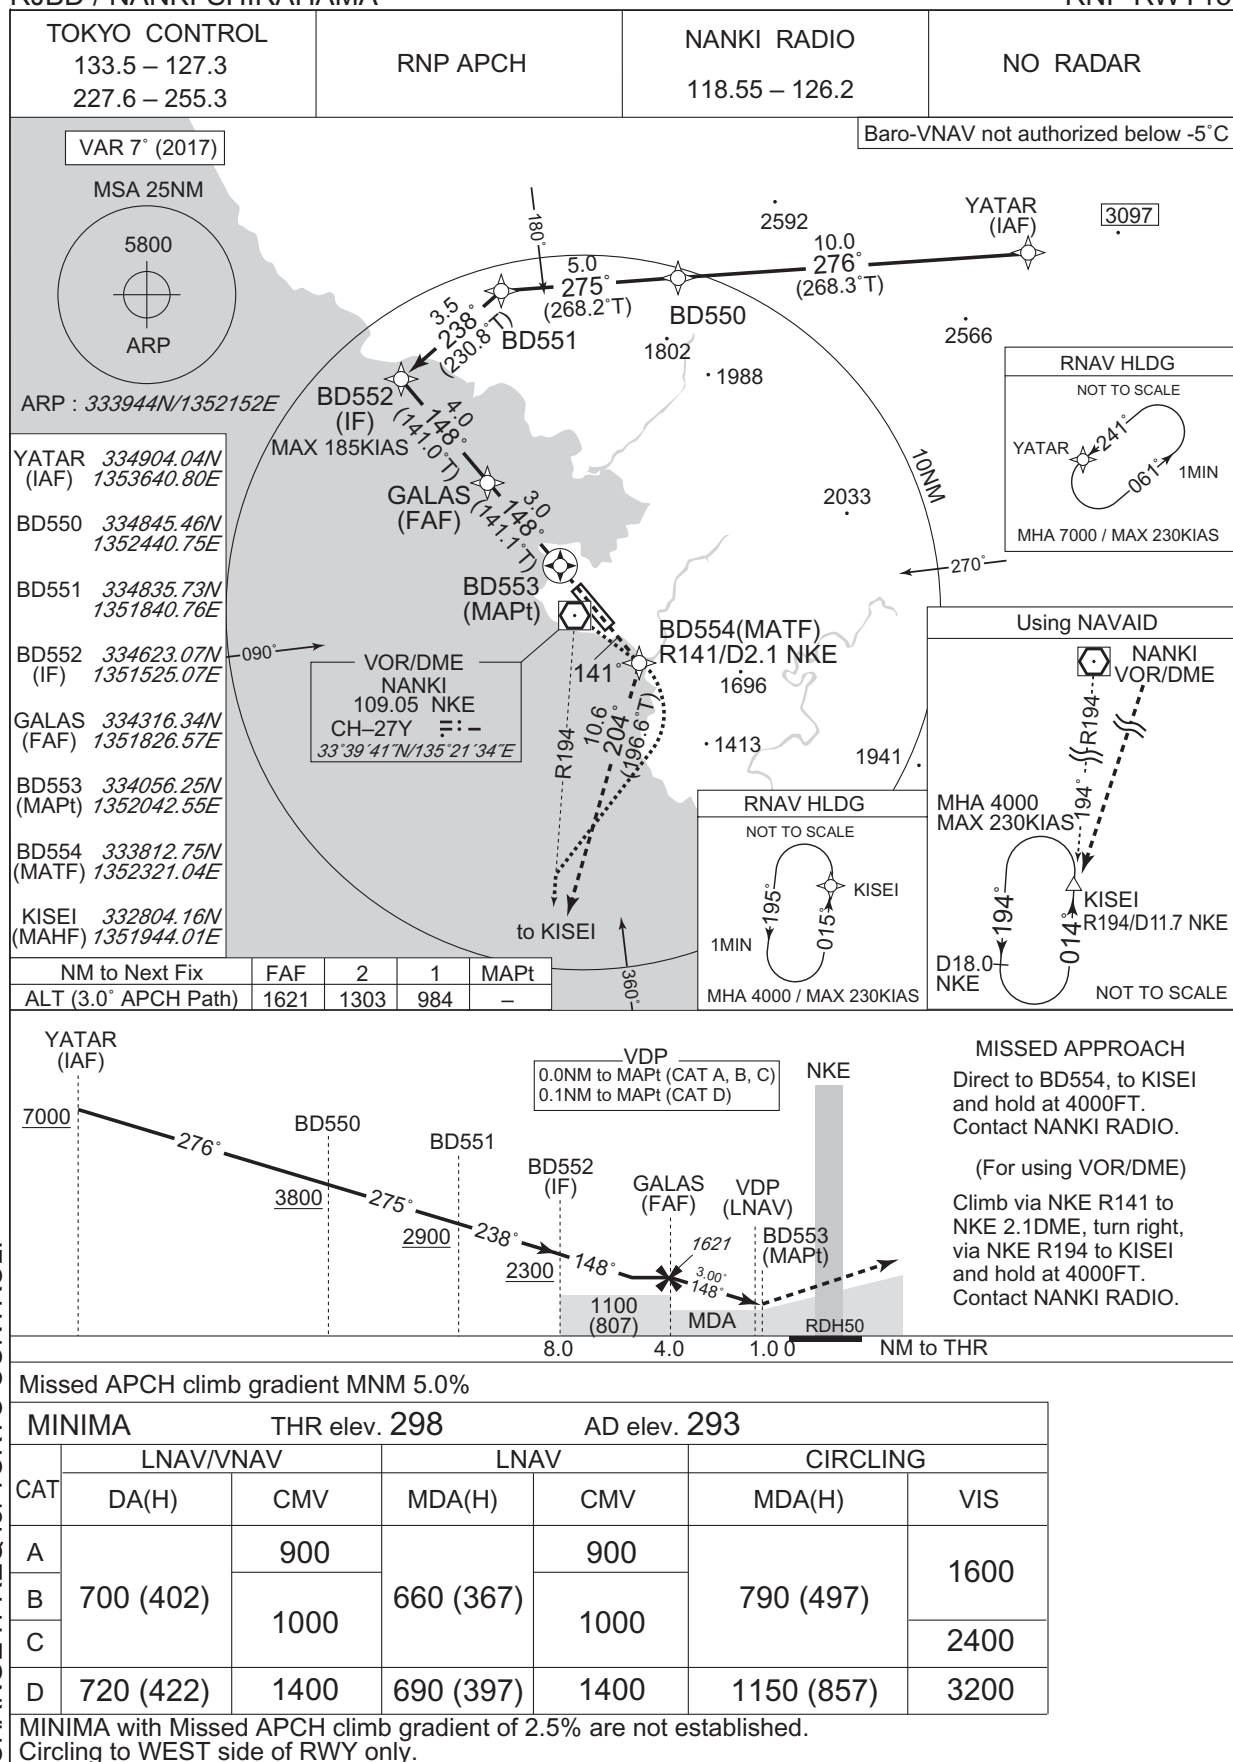 TOKYO CONTROL
133.5 – 127.3
227.6 – 255.3
RNP APCH
NANKI RADIO
118.55 – 126.2
NO RADAR
VAR 7˚ (2017)
Baro-VNAV not authorized below -5˚C
MSA 25NM
5800
ARP
ARP : 333944N/1352152E
180˚
2592
YATAR
(IAF)
3097
10.0
276˚
(268.3˚T)
5.0
275˚
(268.2˚T)
BD550
BD551
3.5
238˚
(230.8˚T)
1802
1988
2566
BD552
(IF)
MAX 185KIAS
4.0
148˚
(141.0˚T)
GALAS
(FAF)
3.0
148˚
(141.1˚T)
10NM
2033
RNAV HLDG
NOT TO SCALE
YATAR
241˚
061˚
1MIN
MHA 7000 / MAX 230KIAS
YATAR 334904.04N
(IAF) 1353640.80E
BD550 334845.46N
1352440.75E
BD551 334835.73N
1351840.76E
BD552 334623.07N
(IF) 1351525.07E
GALAS 334316.34N
(FAF) 1351826.57E
BD553 334056.25N
(MAPt) 1352042.55E
BD554 333812.75N
(MATF) 1352321.04E
KISEI 332804.16N
(MAHF) 1351944.01E
270˚
BD553
(MAPt)
BD554(MATF)
R141/D2.1 NKE
090˚
VOR/DME
NANKI
109.05 NKE
CH–27Y
33˚39´41˝N/135˚21´34˝E
141˚
1696
R194
10.6
204˚
(196.6˚T)
1413
1941
to KISEI
360˚
Using NAVAID
NANKI
VOR/DME
R194
194˚
MHA 4000
MAX 230KIAS
194˚
014˚
KISEI
R194/D11.7 NKE
D18.0
NKE
NOT TO SCALE
RNAV HLDG
NOT TO SCALE
195˚
015˚
KISEI
1MIN
MHA 4000 / MAX 230KIAS
NM to Next Fix FAF 2 1 MAPt
ALT (3.0˚ APCH Path) 1621 1303 984 –
YATAR
(IAF)
7000
276˚
BD550
3800
275˚
BD551
2900
238˚
BD552
(IF)
2300
148˚
GALAS
(FAF)
1621
3.00˚
148˚
VDP
0.0NM to MAPt (CAT A, B, C)
0.1NM to MAPt (CAT D)
VDP
(LNAV)
BD553
(MAPt)
NKE
1100
(807)
MDA
RDH50
8.0 4.0 1.0 0 NM to THR
MISSED APPROACH
Direct to BD554, to KISEI
and hold at 4000FT.
Contact NANKI RADIO.
(For using VOR/DME)
Climb via NKE R141 to
NKE 2.1DME, turn right,
via NKE R194 to KISEI
and hold at 4000FT.
Contact NANKI RADIO.
Missed APCH climb gradient MNM 5.0%
MINIMA THR elev. 298 AD elev. 293
CAT LNAV/VNAV LNAV CIRCLING
DA(H) CMV MDA(H) CMV MDA(H) VIS
A 900 900
B 700 (402) 1000 660 (367) 1000 790 (497) 1600
C 2400
D 720 (422) 1400 690 (397) 1400 1150 (857) 3200
MINIMA with Missed APCH climb gradient of 2.5% are not established.
Circling to WEST side of RWY only.